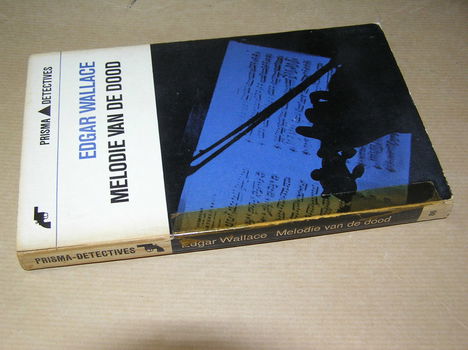 PRISMA DETECTIVES
EDGAR WALLACE
MELODIE VAN DE DOOD
PRISMA-DETECTIVES
Edgar Wallace Melodie van de dood